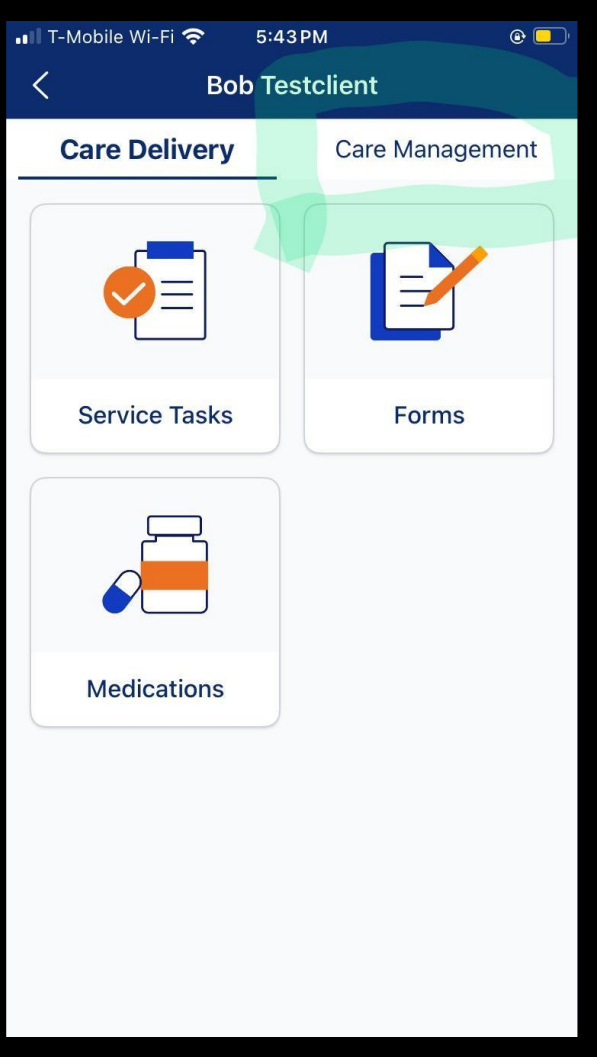 T-Mobile Wi-Fi 5:43 PM
Bob Testclient
Care Delivery Care Management
Service Tasks Forms
Medications